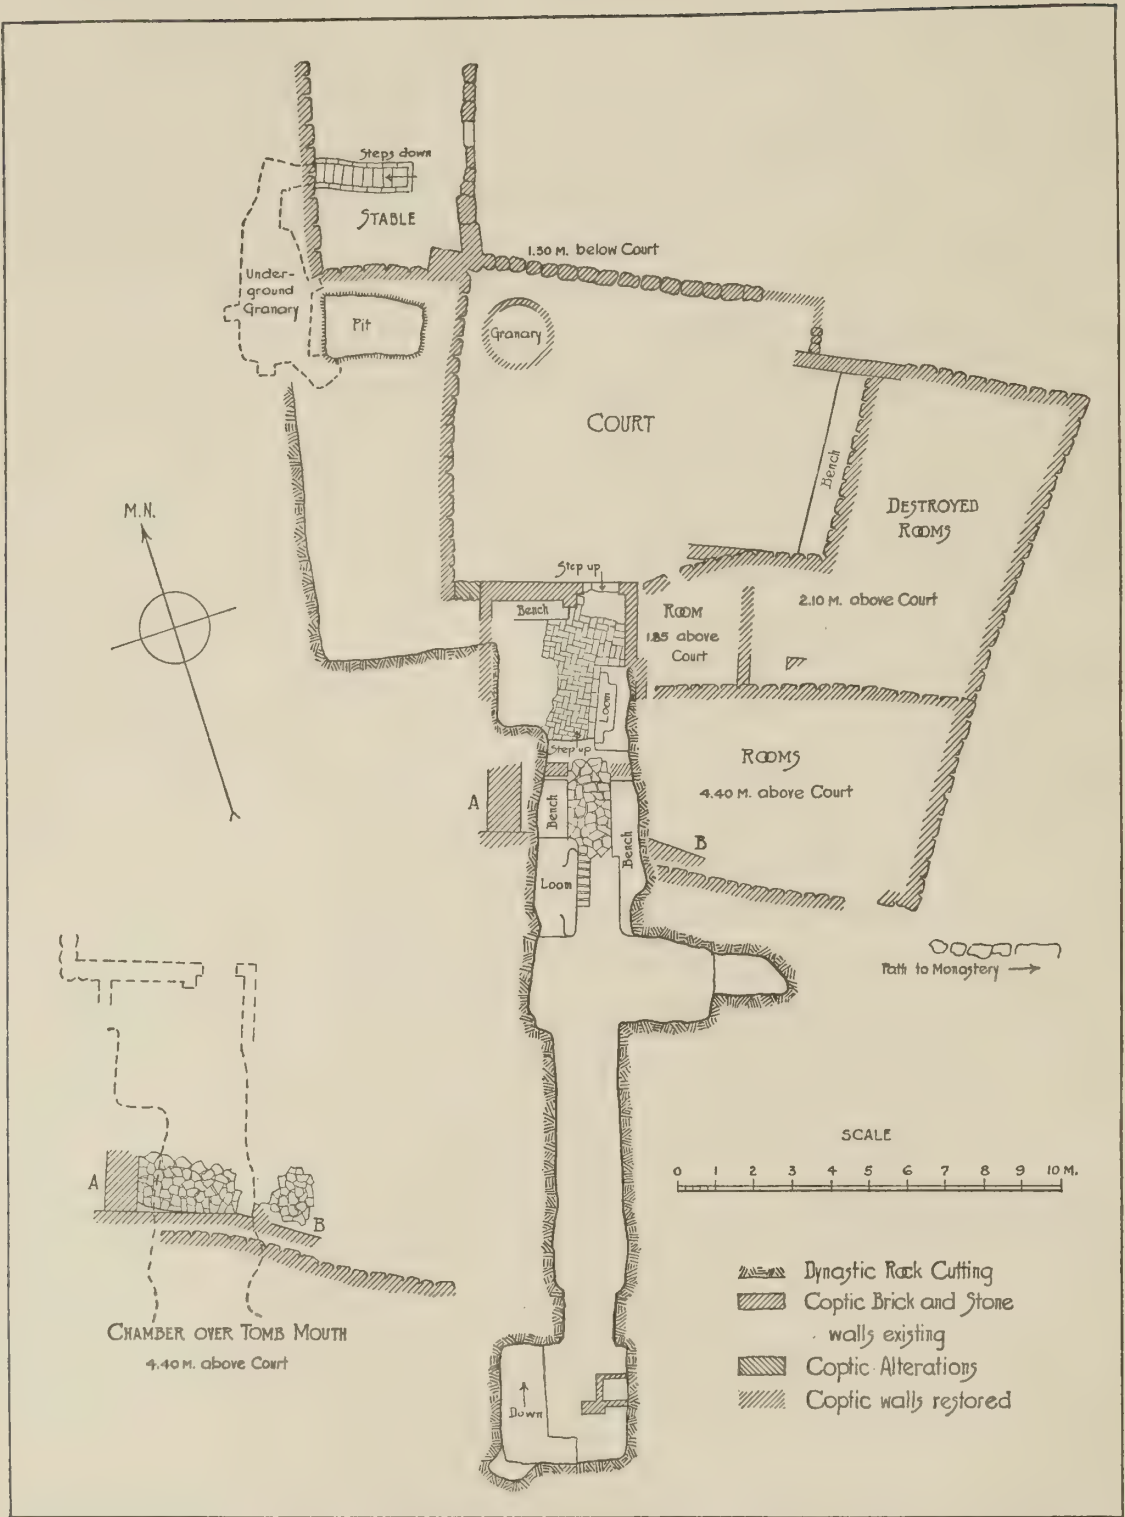 Steps down
STABLE
1.30 M. below Court
Under-
ground
Granary
Pit
Granary
COURT
Bench
DESTROYED
ROOMS
M.N.
Step up
Bench
ROOM
1.85 above
Court
2.10 M. above Court
Loom
Step up
ROOMS
4.40 M. above Court
A
Bench
Bench
B
Loom
Path to Monastery
A
B
CHAMBER OVER TOMB MOUTH
4.40 M. above Court
SCALE
0 1 2 3 4 5 6 7 8 9 10 M.
Dynastic Rock Cutting
Coptic Brick and Stone
walls existing
Coptic Alterations
Coptic walls restored
Down